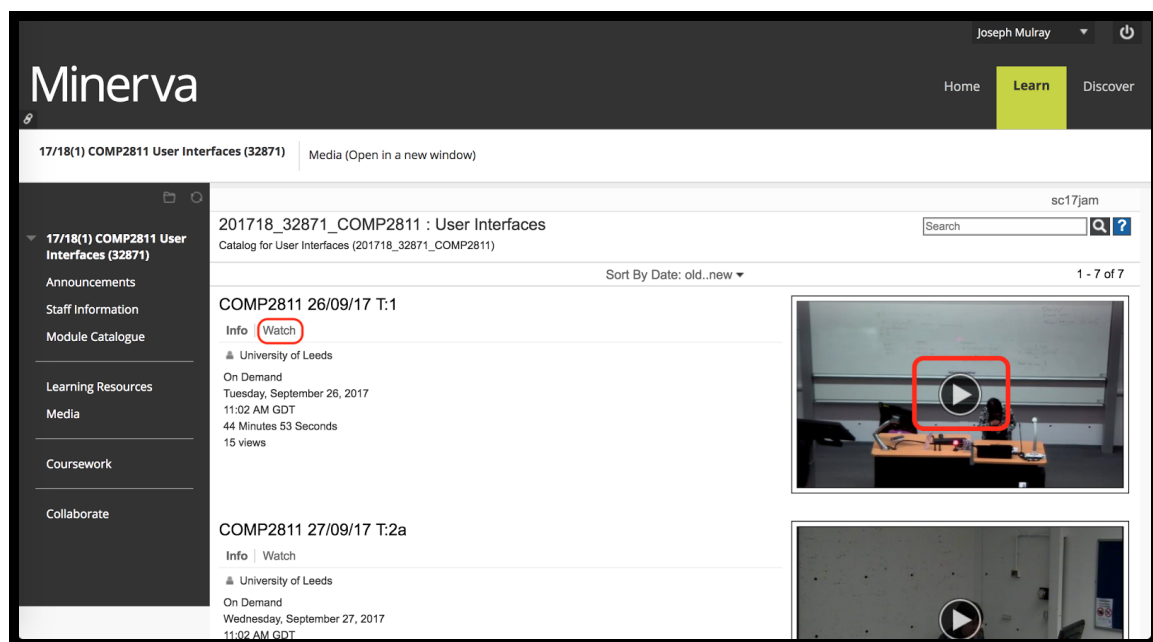 Joseph Mulray
Minerva
Home Learn Discover
17/18(1) COMP2811 User Interfaces (32871)
Media (Open in a new window)
sc17jam
17/18(1) COMP2811 User
Interfaces (32871)
Announcements
Staff Information
Module Catalogue
Learning Resources
Media
Coursework
Collaborate
201718_32871_COMP2811 : User Interfaces
Catalog for User Interfaces (201718_32871_COMP2811)
Search
?
Sort By Date: old..new
1 - 7 of 7
COMP2811 26/09/17 T:1
Info Watch
University of Leeds
On Demand
Tuesday, September 26, 2017
11:02 AM GDT
44 Minutes 53 Seconds
15 views
COMP2811 27/09/17 T:2a
Info Watch
University of Leeds
On Demand
Wednesday, September 27, 2017
11:02 AM GDT